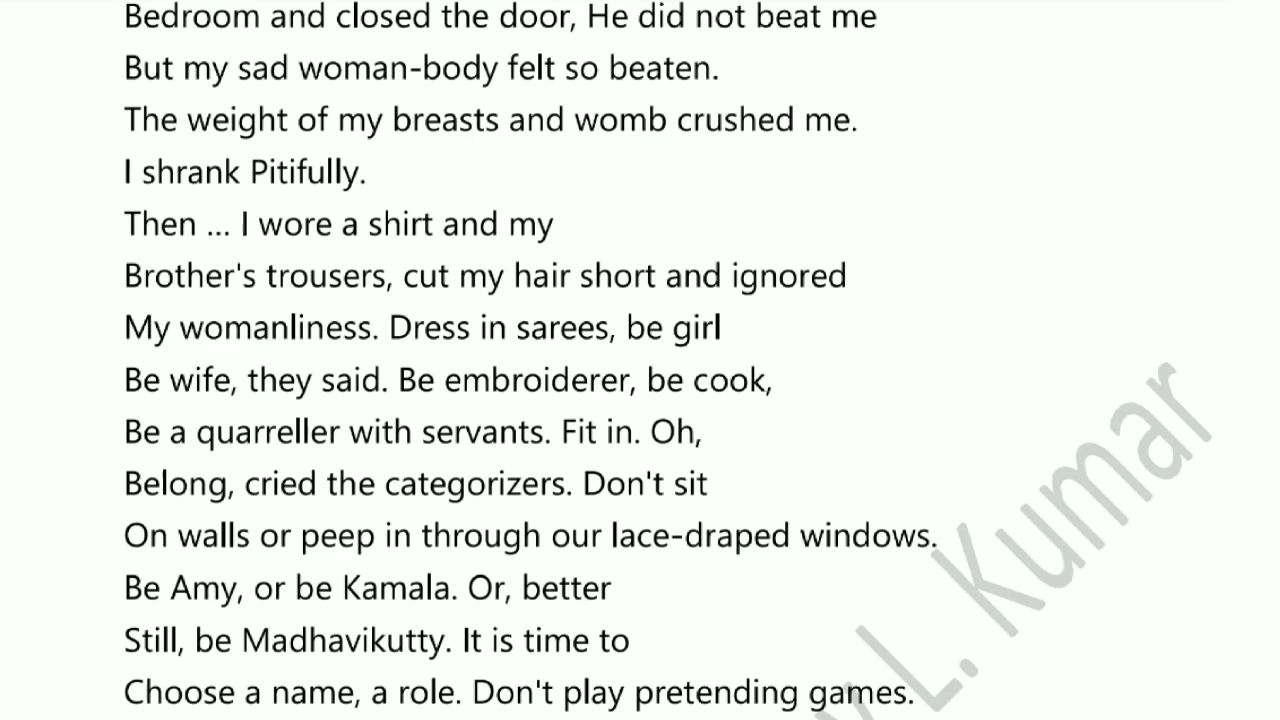 Bedroom and closed the door, He did not beat me
But my sad woman-body felt so beaten.
The weight of my breasts and womb crushed me.
I shrank Pitifully.
Then ... I wore a shirt and my
Brother's trousers, cut my hair short and ignored
My womanliness. Dress in sarees, be girl
Be wife, they said. Be embroiderer, be cook,
Be a quarreller with servants. Fit in. Oh,
Belong, cried the categorizers. Don't sit
On walls or peep in through our lace-draped windows.
Be Amy, or be Kamala. Or, better
Still, be Madhavikutty. It is time to
Choose a name, a role. Don't play pretending games.
L. Kumar